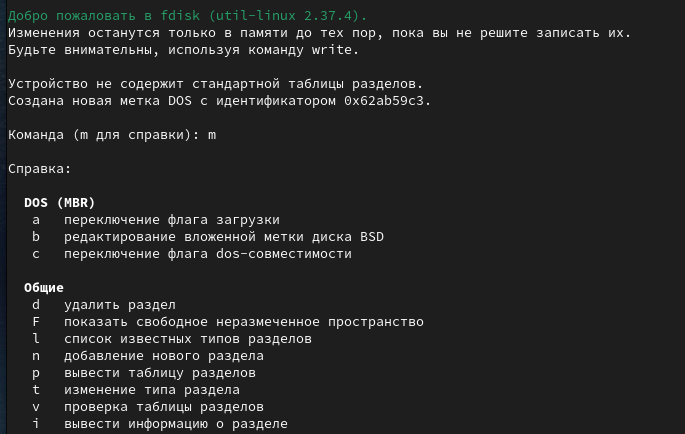 Добро пожаловать в fdisk (util-linux 2.37.4).
Изменения останутся только в памяти до тех пор, пока вы не решите записать их.
Будьте внимательны, используя команду write.
Устройство не содержит стандартной таблицы разделов.
Создана новая метка DOS с идентификатором 0x62ab59c3.
Команда (m для справки): m
Справка:
DOS (MBR)
a переключение флага загрузки
b редактирование вложенной метки диска BSD
c переключение флага dos-совместимости
Общие
d удалить раздел
F показать свободное неразмеченное пространство
l список известных типов разделов
n добавление нового раздела
p вывести таблицу разделов
t изменение типа раздела
v проверка таблицы разделов
i вывести информацию о разделе